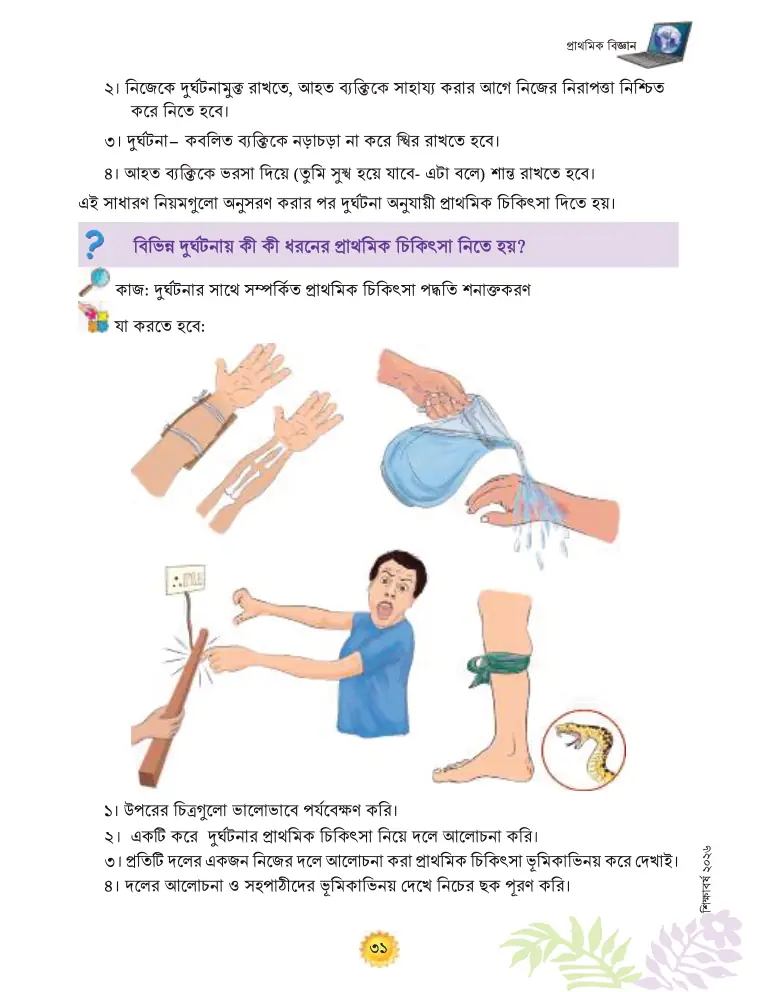 প্রাথমিক বিজ্ঞান
২। নিজেকে দুর্ঘটনামুক্ত রাখতে, আহত ব্যক্তিকে সাহায্য করার আগে নিজের নিরাপত্তা নিশ্চিত
করে নিতে হবে।
৩। দুর্ঘটনা– কবলিত ব্যক্তিকে নড়াচড়া না করে স্থির রাখতে হবে।
৪। আহত ব্যক্তিকে ভরসা দিয়ে (তুমি সুস্থ হয়ে যাবে- এটা বলে) শান্ত রাখতে হবে।
এই সাধারণ নিয়মগুলো অনুসরণ করার পর দুর্ঘটনা অনুযায়ী প্রাথমিক চিকিৎসা দিতে হয়।
? বিভিন্ন দুর্ঘটনায় কী কী ধরনের প্রাথমিক চিকিৎসা নিতে হয়?
কাজ: দুর্ঘটনার সাথে সম্পর্কিত প্রাথমিক চিকিৎসা পদ্ধতি শনাক্তকরণ
যা করতে হবে:
১। উপরের চিত্রগুলো ভালোভাবে পর্যবেক্ষণ করি।
২। একটি করে দুর্ঘটনার প্রাথমিক চিকিৎসা নিয়ে দলে আলোচনা করি।
৩। প্রতিটি দলের একজন নিজের দলে আলোচনা করা প্রাথমিক চিকিৎসা ভূমিকাভিনয় করে দেখাই।
৪। দলের আলোচনা ও সহপাঠীদের ভূমিকাভিনয় দেখে নিচের ছক পূরণ করি।
শিক্ষাবর্ষ ২০২৬
৩১